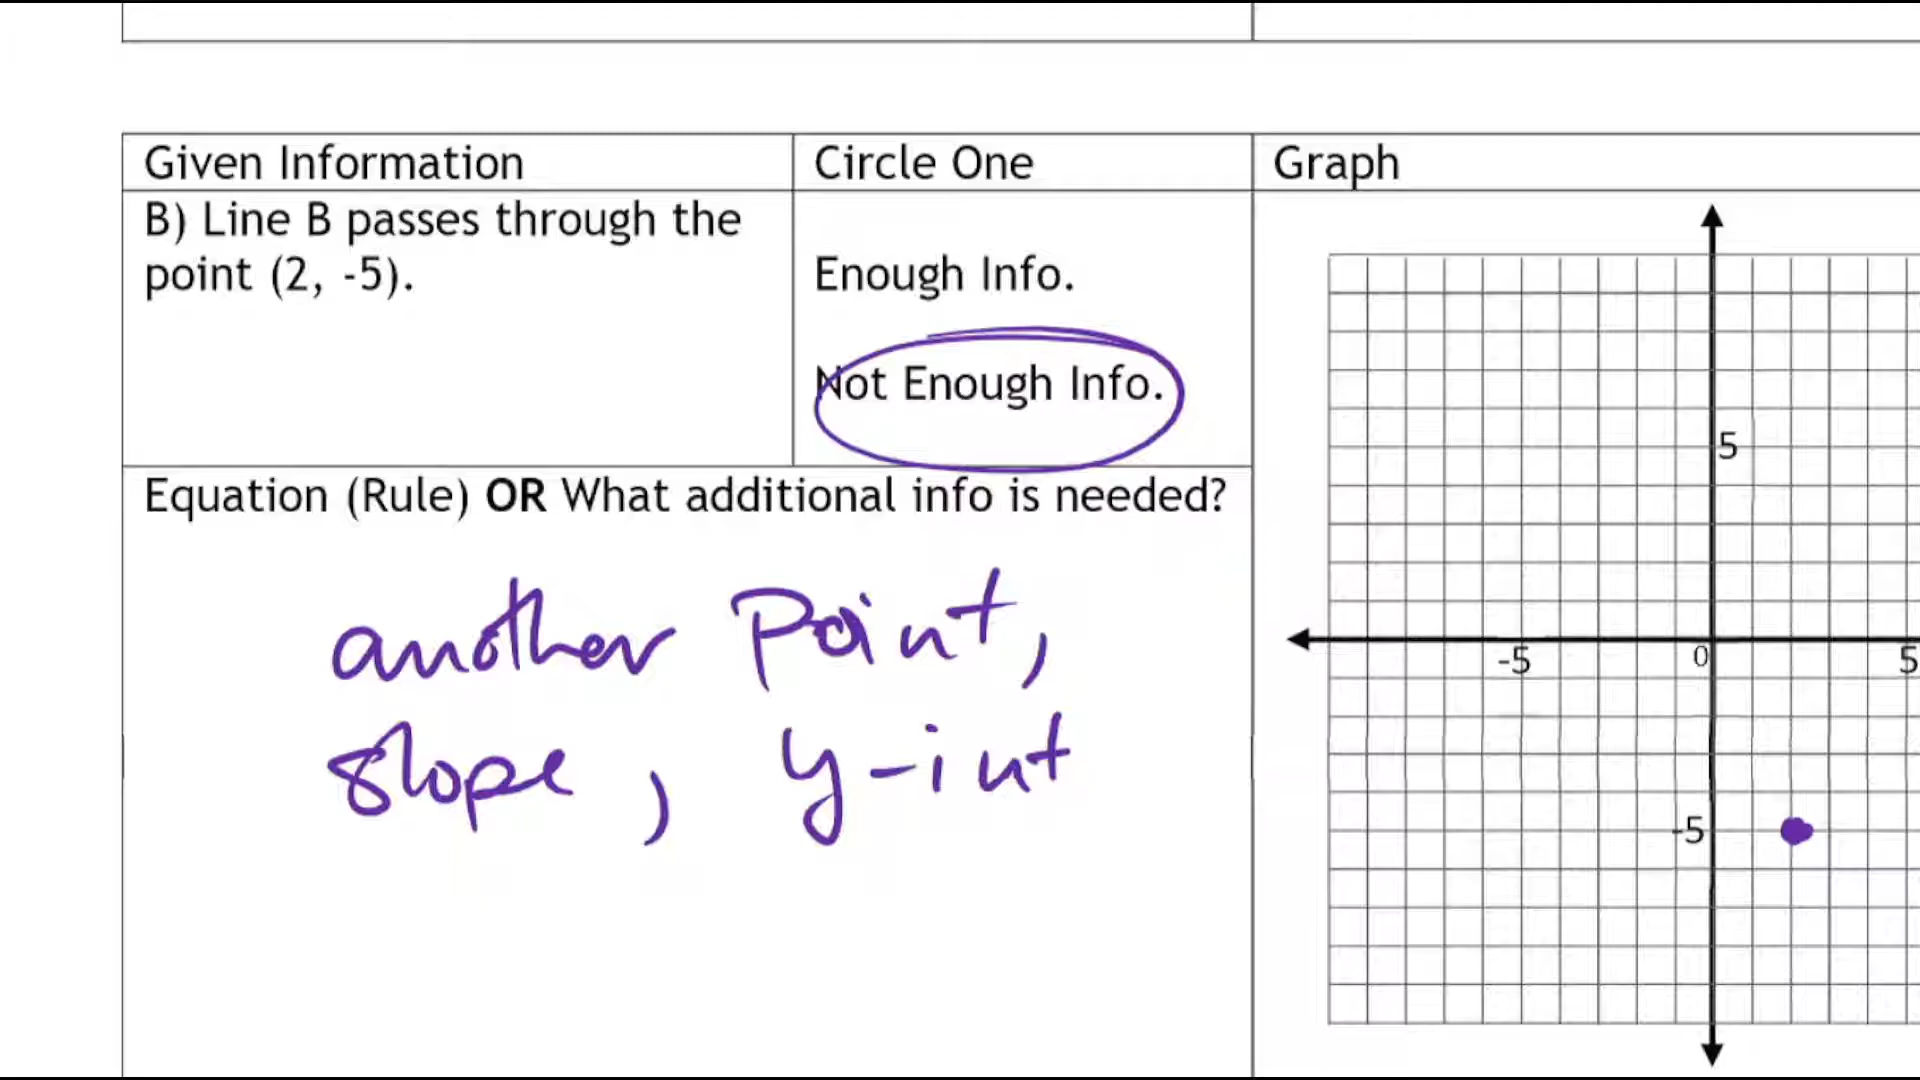 Given Information
Circle One
Graph
B) Line B passes through the
point (2, -5).
Enough Info.
Not Enough Info.
Equation (Rule) OR What additional info is needed?
another Point,
slope, y-int
5
-5
0
5
-5